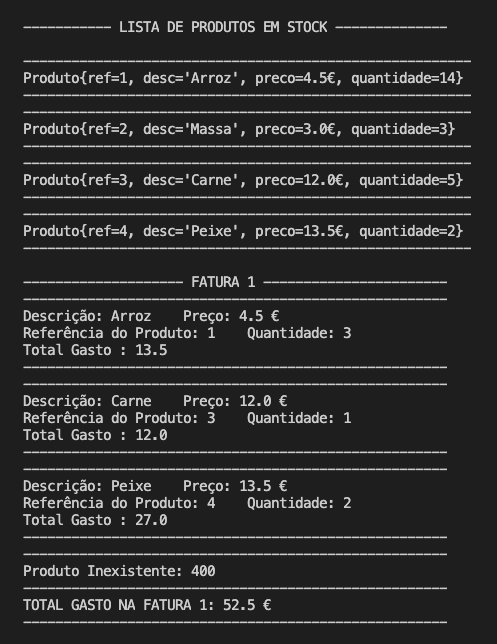 ----------- LISTA DE PRODUTOS EM STOCK --------------
--------------------------------------------------------
Produto{ref=1, desc='Arroz', preco=4.5€, quantidade=14}
--------------------------------------------------------
--------------------------------------------------------
Produto{ref=2, desc='Massa', preco=3.0€, quantidade=3}
--------------------------------------------------------
--------------------------------------------------------
Produto{ref=3, desc='Carne', preco=12.0€, quantidade=5}
--------------------------------------------------------
--------------------------------------------------------
Produto{ref=4, desc='Peixe', preco=13.5€, quantidade=2}
--------------------------------------------------------
-------------------- FATURA 1 -----------------------
-----------------------------------------------------
Descrição: Arroz    Preço: 4.5 €
Referência do Produto: 1    Quantidade: 3
Total Gasto : 13.5
-----------------------------------------------------
-----------------------------------------------------
Descrição: Carne    Preço: 12.0 €
Referência do Produto: 3    Quantidade: 1
Total Gasto : 12.0
-----------------------------------------------------
-----------------------------------------------------
Descrição: Peixe    Preço: 13.5 €
Referência do Produto: 4    Quantidade: 2
Total Gasto : 27.0
-----------------------------------------------------
-----------------------------------------------------
Produto Inexistente: 400
-----------------------------------------------------
TOTAL GASTO NA FATURA 1: 52.5 €
-----------------------------------------------------